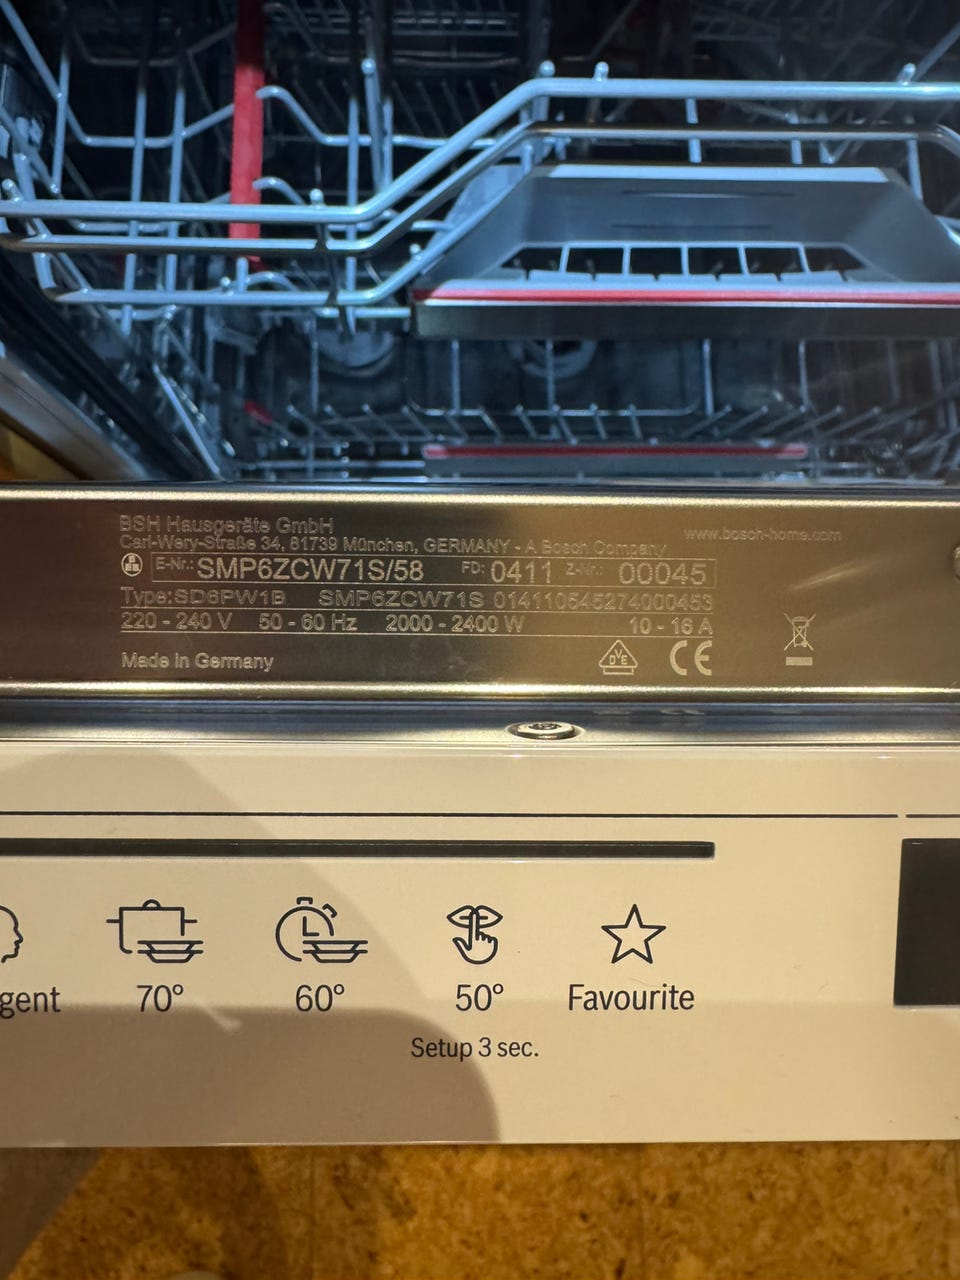 BSH Hausgeräte GmbH
Carl-Wery-Straße 34, 81739 München, GERMANY - A Bosch Company
www.bosch-home.com
E-Nr.: SMP6ZCW71S/58 FD: 0411 Z-Nr.: 00045
Type:SD6PW1B SMP6ZCW71S 014110545274000453
220 - 240 V 50 - 60 Hz 2000 - 2400 W 10 - 16 A
Made in Germany
DVE
CE
gent 70° 60° 50° Favourite
Setup 3 sec.